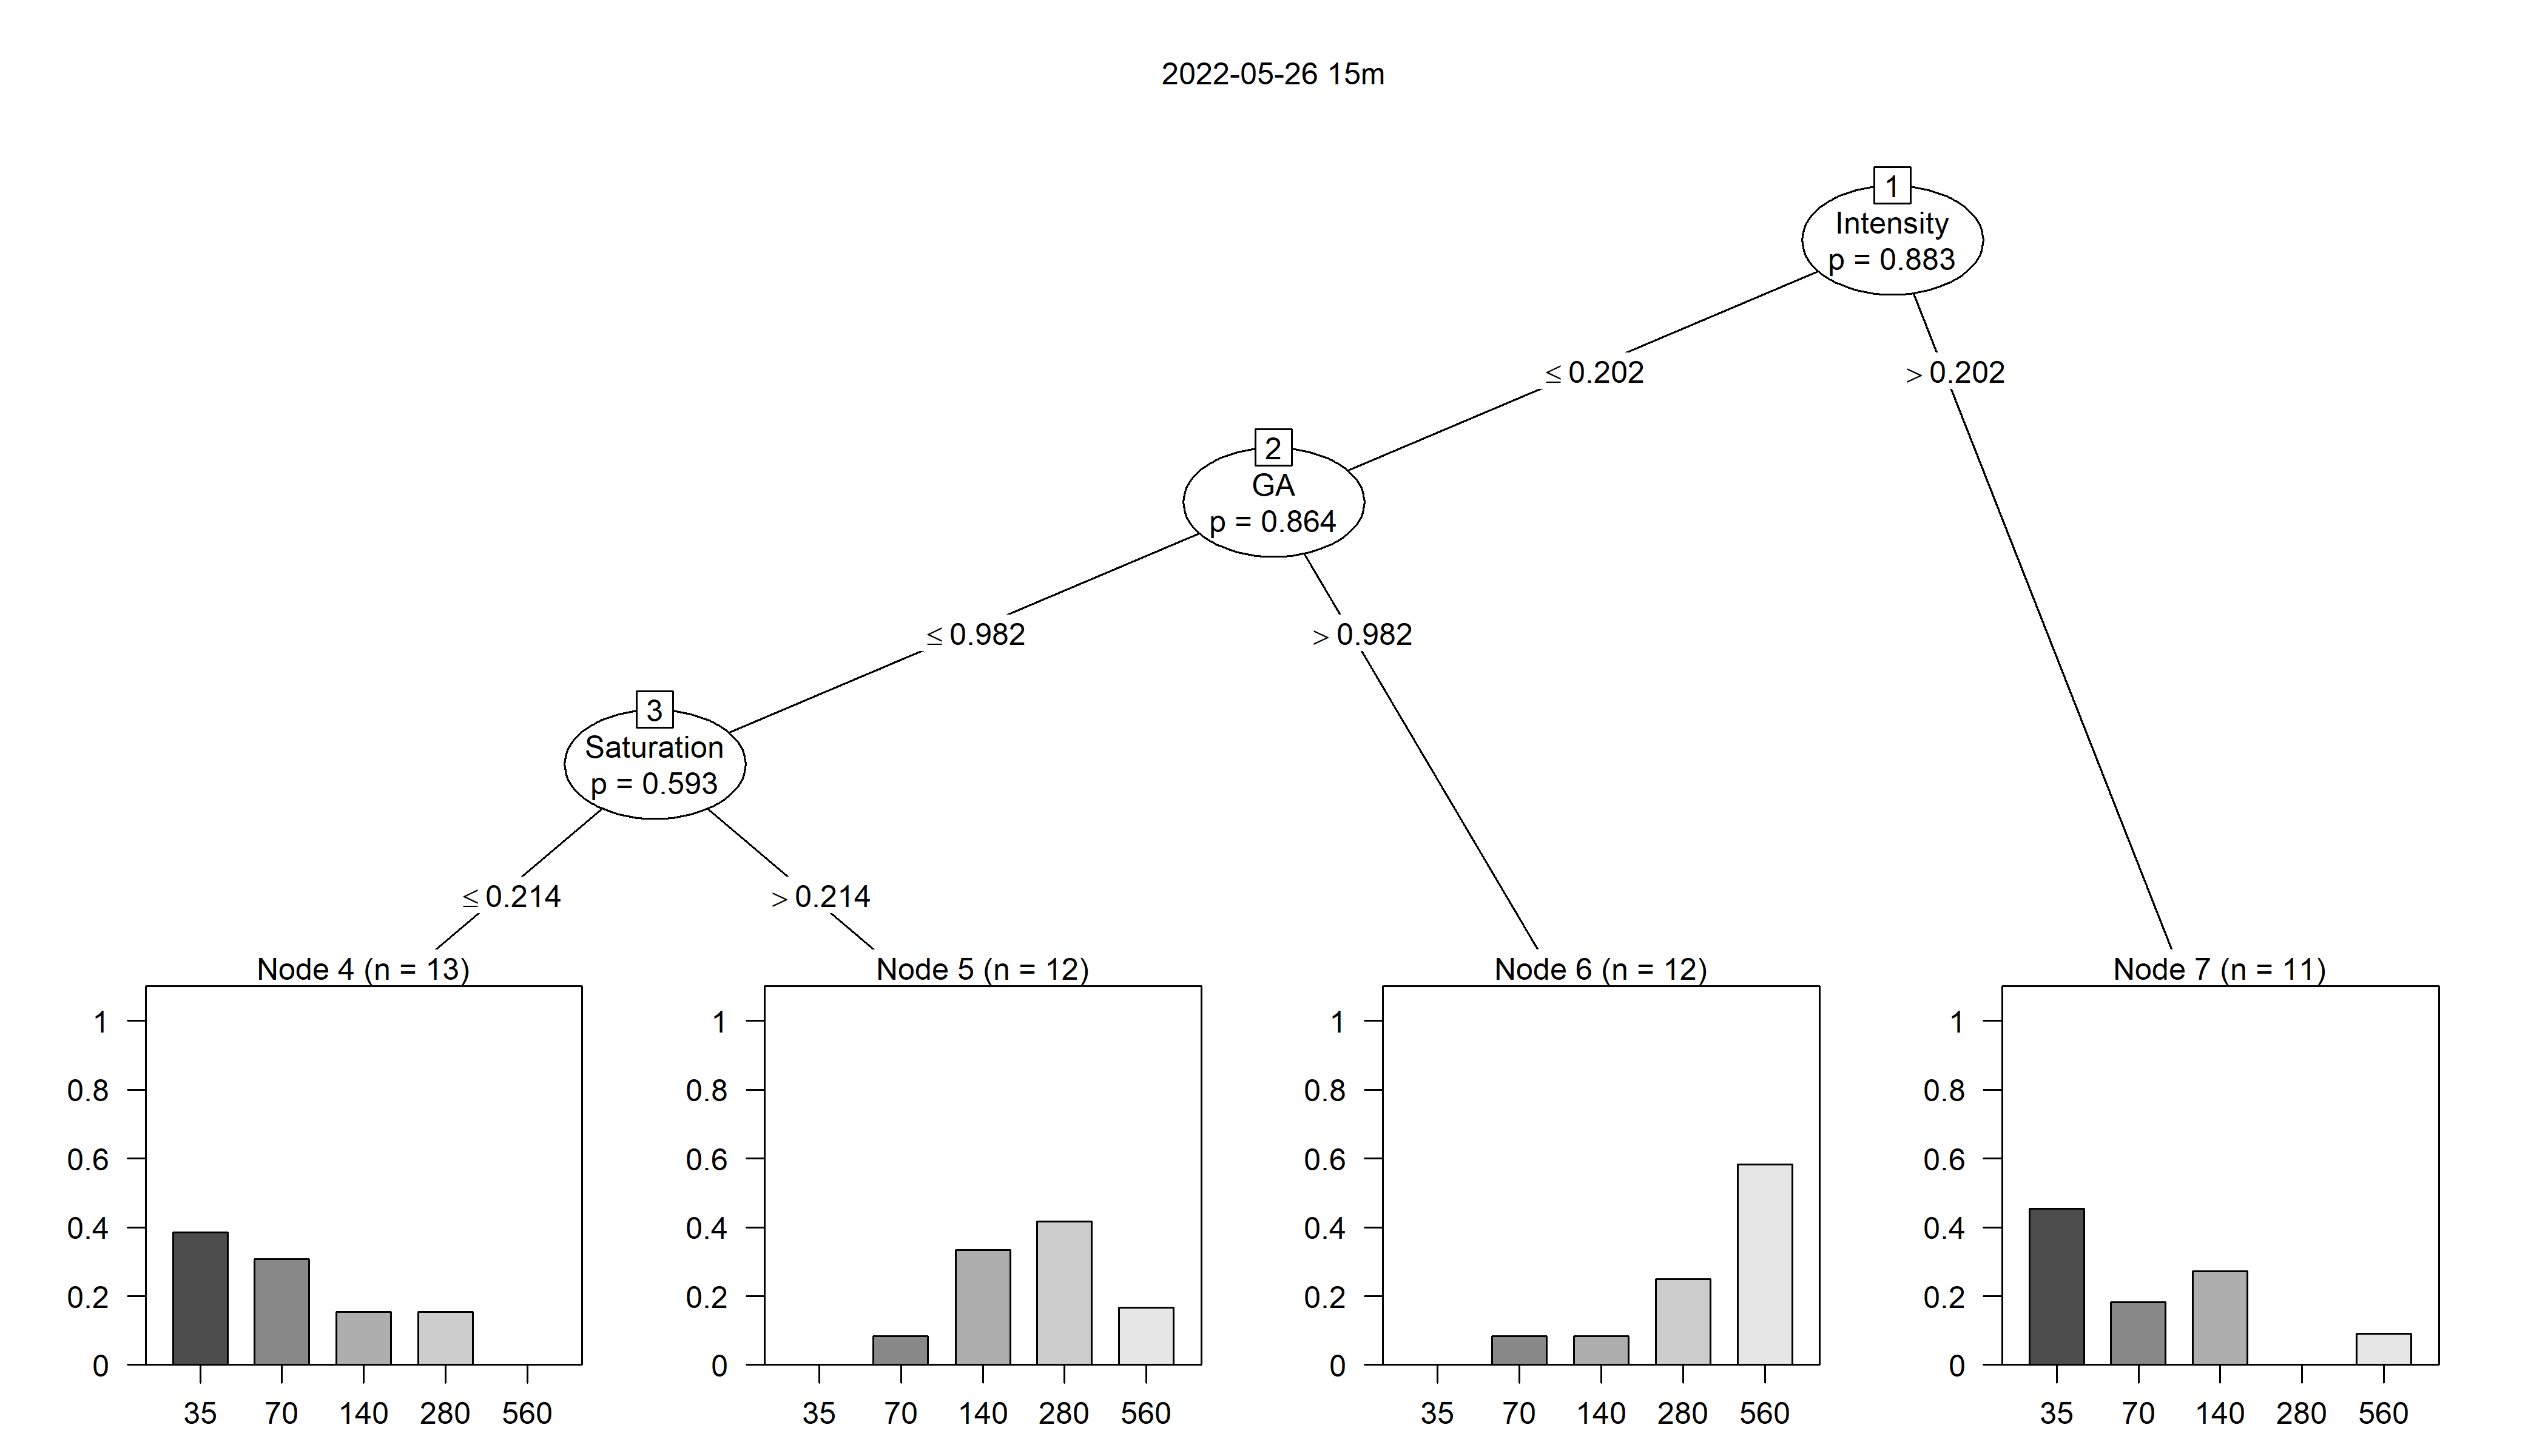 2022-05-26 15m
1
Intensity
p = 0.883
≤ 0.202
> 0.202
2
GA
p = 0.864
≤ 0.982
> 0.982
3
Saturation
p = 0.593
≤ 0.214
> 0.214
Node 4 (n = 13)
1
0.8
0.6
0.4
0.2
0
35 70 140 280 560
Node 5 (n = 12)
1
0.8
0.6
0.4
0.2
0
35 70 140 280 560
Node 6 (n = 12)
1
0.8
0.6
0.4
0.2
0
35 70 140 280 560
Node 7 (n = 11)
1
0.8
0.6
0.4
0.2
0
35 70 140 280 560